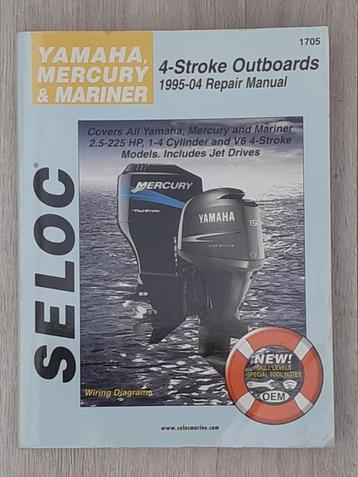 1705
YAMAHA,
MERCURY
& MARINER
4-Stroke Outboards
1995-04 Repair Manual
Covers All Yamaha, Mercury and Mariner
2.5-225 HP, 1-4 Cylinder and V6 4-Stroke
Models. Includes Jet Drives
SELOC®
MERCURY
FourStroke
YAMAHA
150
NEW!
SKILL LEVELS
SPECIAL TOOL NOTES
OEM
Wiring Diagrams
www.selocmarine.com